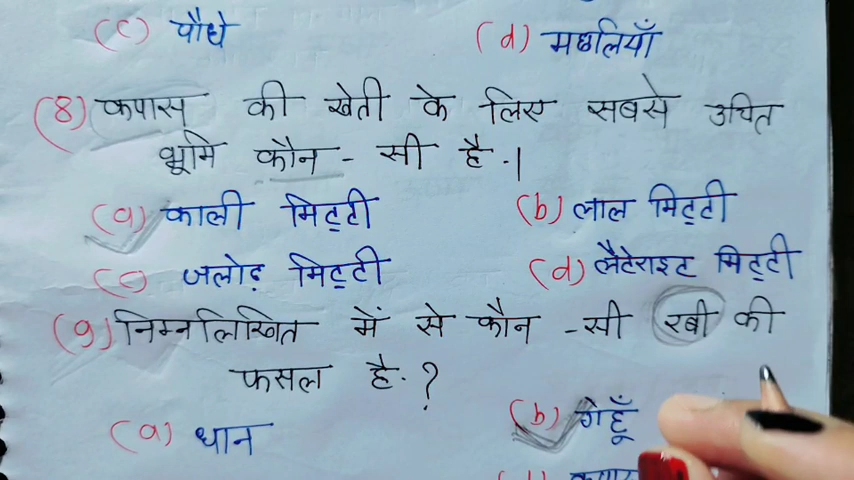 (c) पौधे (d) मछलियाँ
(8) कपास की खेती के लिए सबसे उचित
भूमि कौन - सी है.।
(a) काली मिट्टी (b) लाल मिट्टी
(c) जलोड़ मिट्टी (d) लैटेराइट मिट्टी
(9) निम्नलिखित में से कौन - सी रबी की
फसल है.?
(a) धान (b) गेहूँ